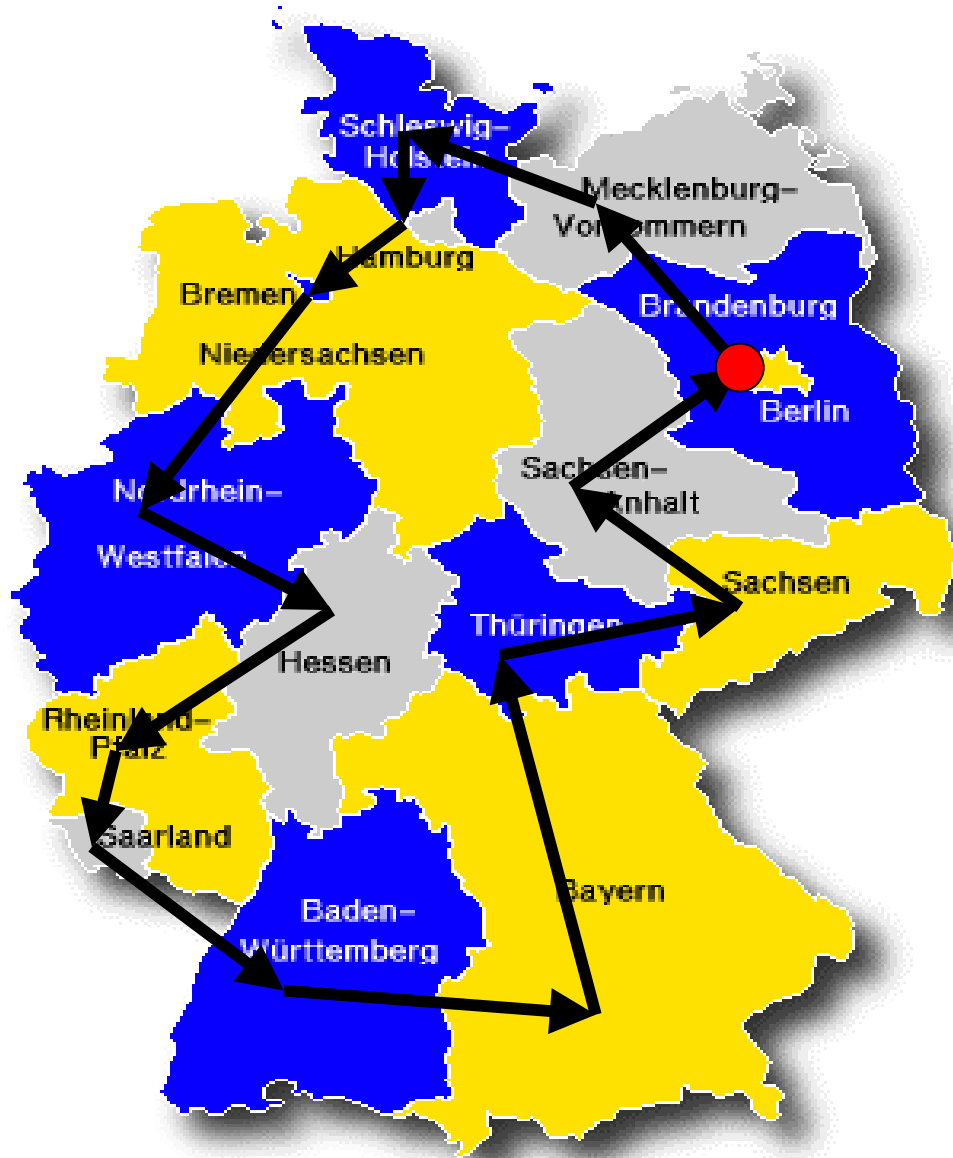 Schleswig-
Holstein
Mecklenburg-
Vorpommern
Hamburg
Bremen
Brandenburg
Niedersachsen
Berlin
Sachsen-
Anhalt
Nordrhein-
Westfalen
Sachsen
Thüringen
Hessen
Rheinland-
Pfalz
Saarland
Bayern
Baden-
Württemberg